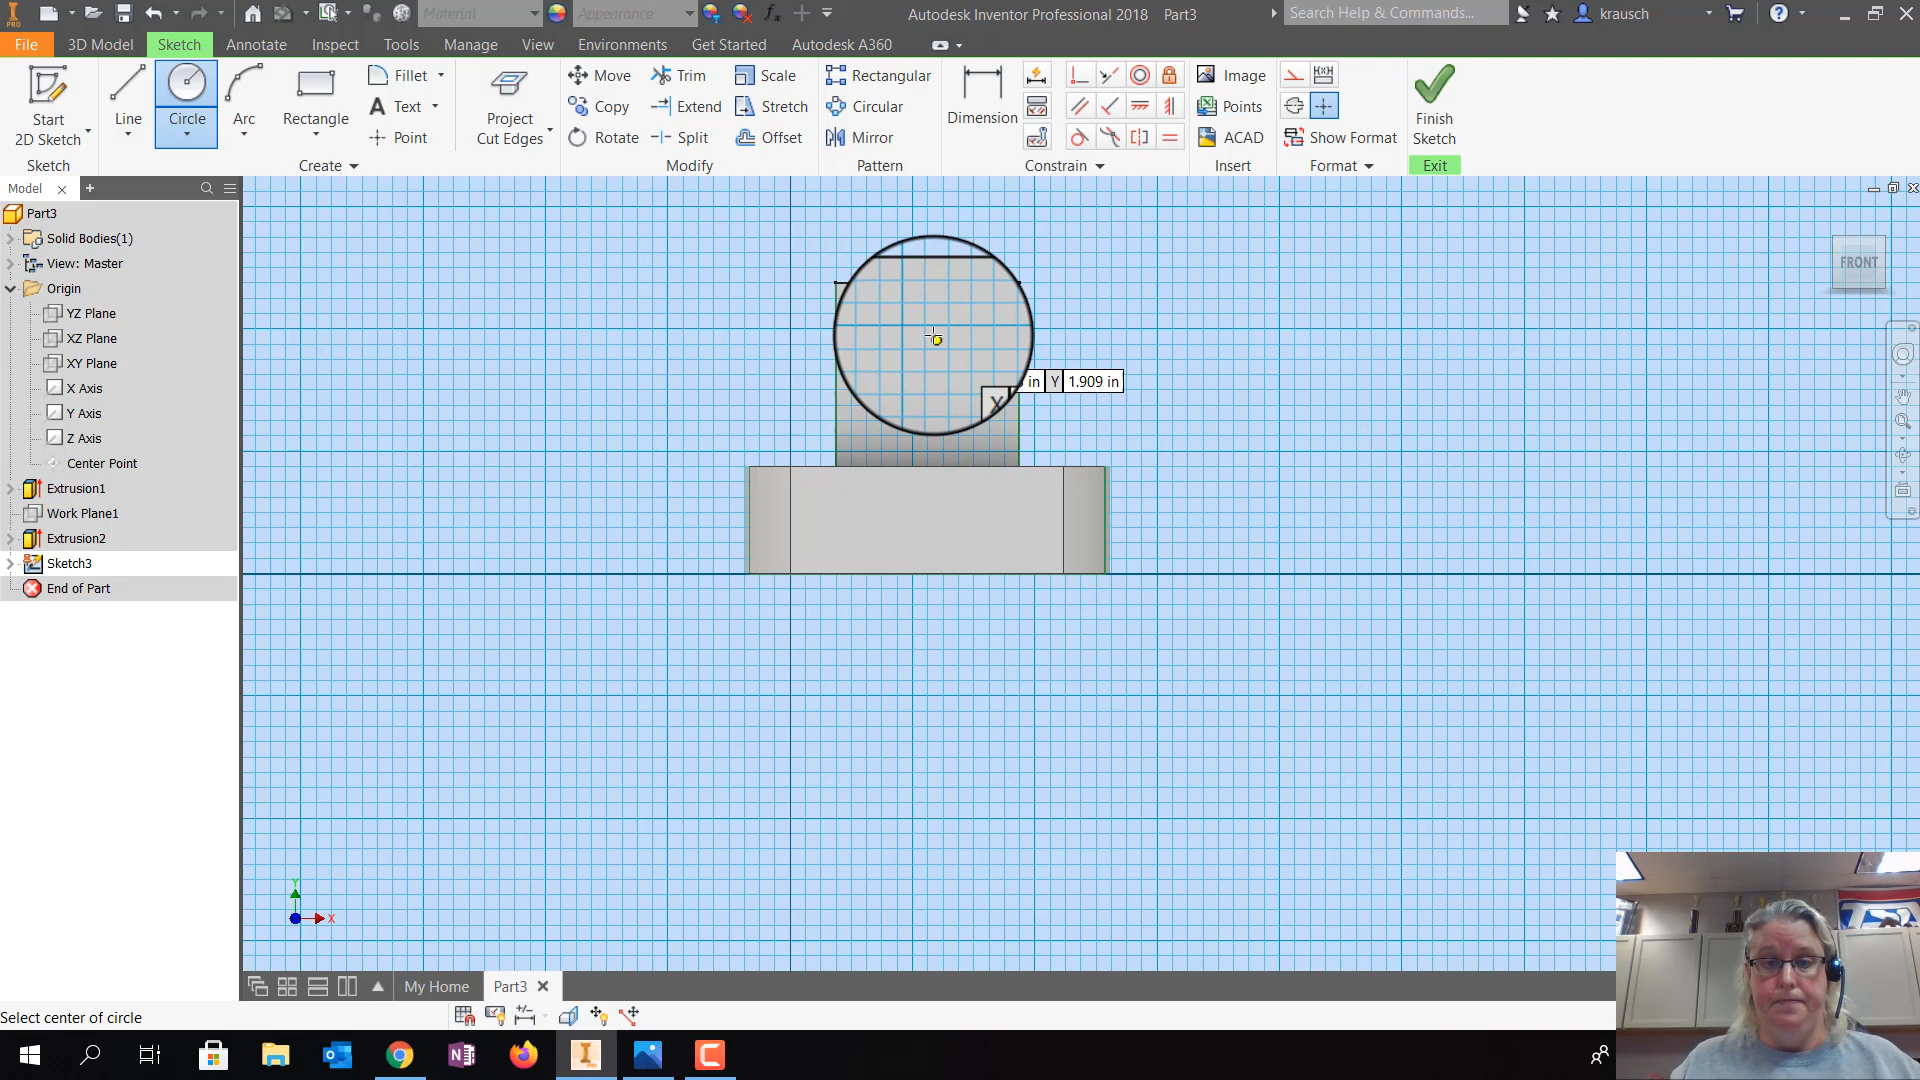 PRO
Material
Appearance
fx
Autodesk Inventor Professional 2018 Part3
Search Help & Commands...
krausch
File 3D Model Sketch Annotate Inspect Tools Manage View Environments Get Started Autodesk A360
Start
2D Sketch
Line
Circle
Arc
Rectangle
Fillet
Text
Point
Project
Cut Edges
Move
Copy
Rotate
Trim
Extend
Split
Scale
Stretch
Offset
Rectangular
Circular
Mirror
Dimension
Image
Points
ACAD
Show Format
Finish
Sketch
Sketch Create Modify Pattern Constrain Insert Format Exit
Model
Part3
Solid Bodies(1)
View: Master
Origin
YZ Plane
XZ Plane
XY Plane
X Axis
Y Axis
Z Axis
Center Point
Extrusion1
Work Plane1
Extrusion2
Sketch3
End of Part
FRONT
X
in Y 1.909 in
Y
X
My Home Part3
Select center of circle